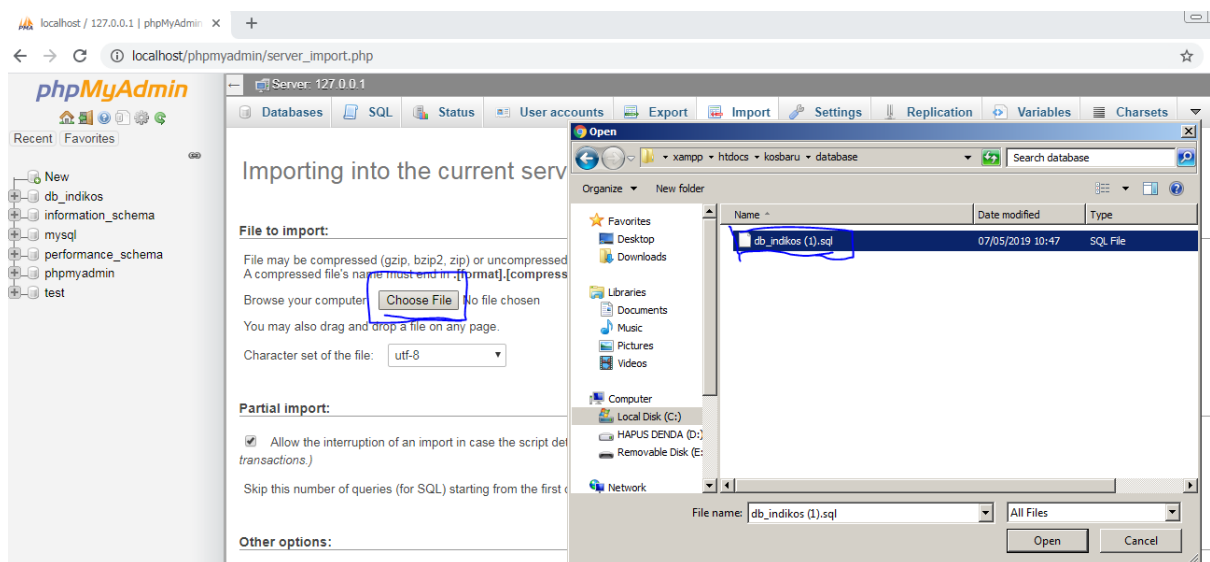 localhost / 127.0.0.1 | phpMyAdmin
localhost/phpmyadmin/server_import.php
phpMyAdmin
Recent Favorites
New
db_indikos
information_schema
mysql
performance_schema
phpmyadmin
test
Server: 127.0.0.1
Databases SQL Status User accounts Export Import Settings Replication Variables Charsets
Importing into the current serv
File to import:
File may be compressed (gzip, bzip2, zip) or uncompressed
A compressed file's name must end in .[format].[compress
Browse your computer: Choose File No file chosen
You may also drag and drop a file on any page.
Character set of the file: utf-8
Partial import:
Allow the interruption of an import in case the script det
transactions.)
Skip this number of queries (for SQL) starting from the first
Other options:
Open
xampp htdocs kosbaru database Search database
Organize New folder
Favorites
Desktop
Downloads
Libraries
Documents
Music
Pictures
Videos
Computer
Local Disk (C:)
HAPUS DENDA (D:)
Removable Disk (E:
Network
Name Date modified Type
db_indikos (1).sql 07/05/2019 10:47 SQL File
File name: db_indikos (1).sql All Files
Open Cancel